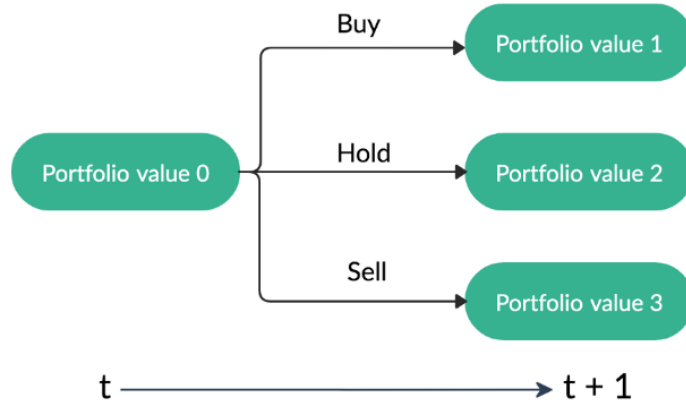 Buy
Portfolio value 1
Portfolio value 0
Hold
Portfolio value 2
Sell
Portfolio value 3
t
t + 1